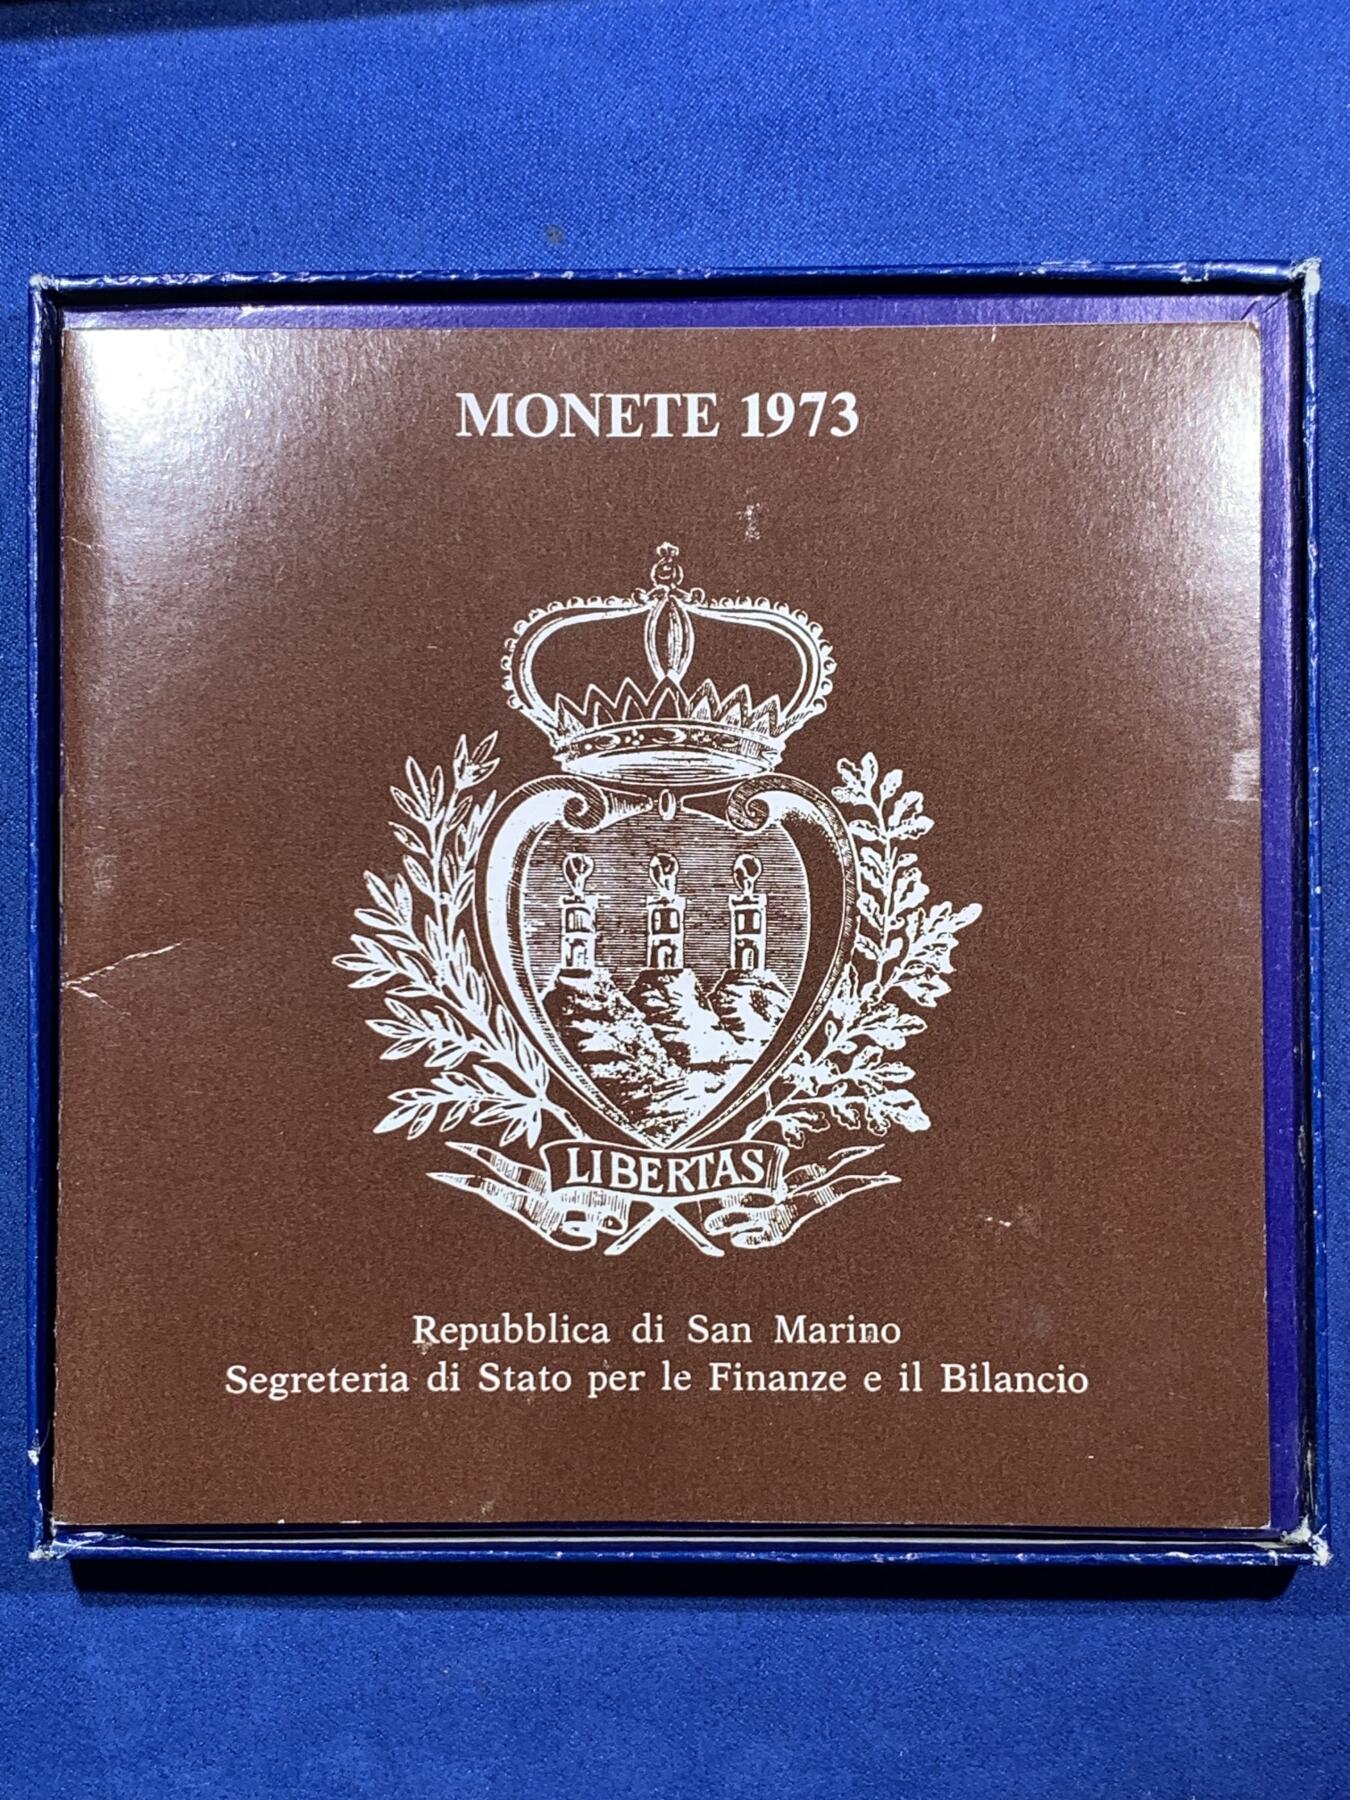 MONETE 1973
LIBERTAS
Repubblica di San Marino
Segreteria di Stato per le Finanze e il Bilancio